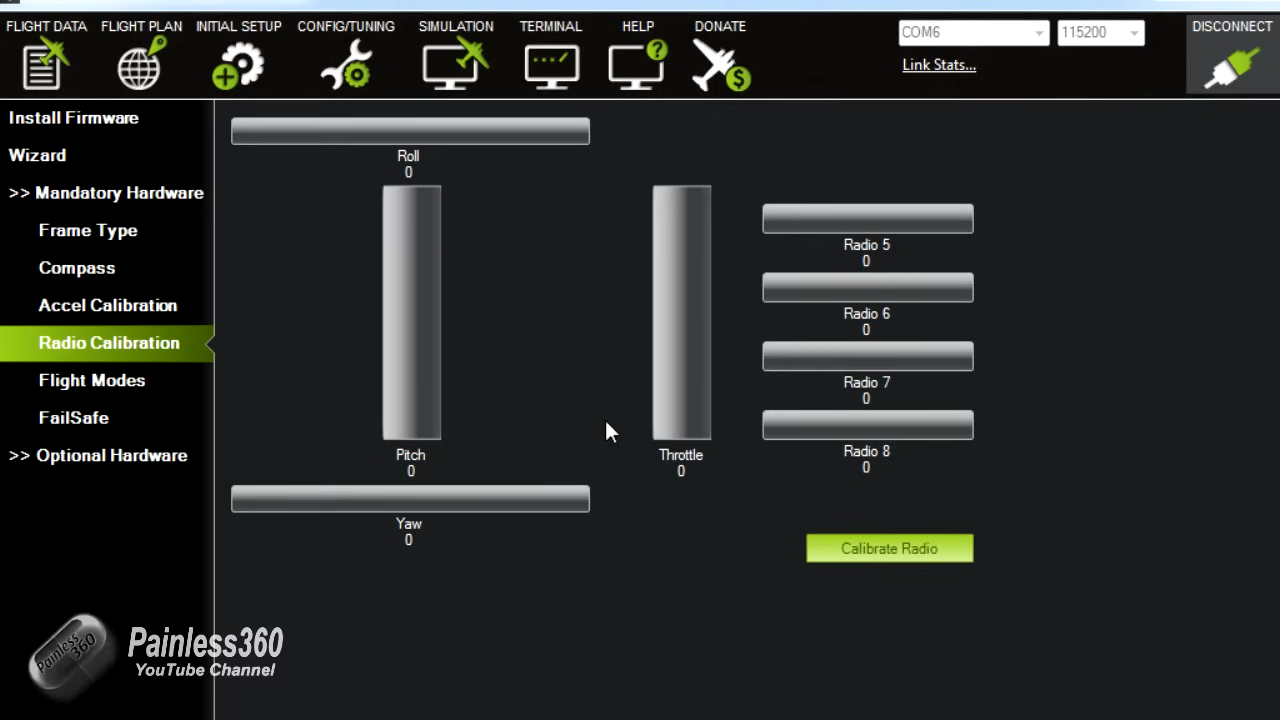 FLIGHT DATA FLIGHT PLAN INITIAL SETUP CONFIG/TUNING SIMULATION TERMINAL HELP DONATE
COM6 115200
DISCONNECT
Link Stats...
?
$
Install Firmware
Wizard
>> Mandatory Hardware
Frame Type
Compass
Accel Calibration
Radio Calibration
Flight Modes
FailSafe
>> Optional Hardware
Roll
0
Pitch
0
Throttle
0
Yaw
0
Radio 5
0
Radio 6
0
Radio 7
0
Radio 8
0
Calibrate Radio
Painless360
Painless360
YouTube Channel